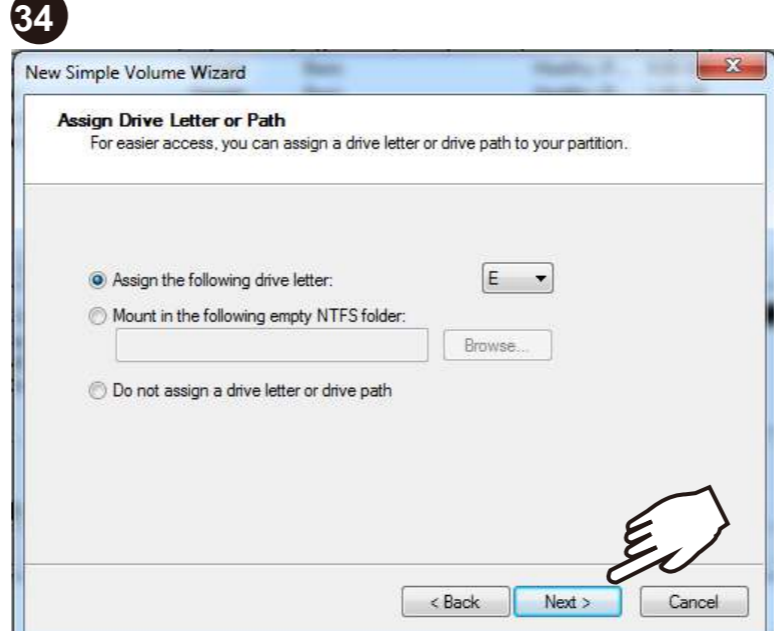 34
New Simple Volume Wizard
Assign Drive Letter or Path
For easier access, you can assign a drive letter or drive path to your partition.
Assign the following drive letter:
E
Mount in the following empty NTFS folder:
Browse...
Do not assign a drive letter or drive path
< Back
Next >
Cancel